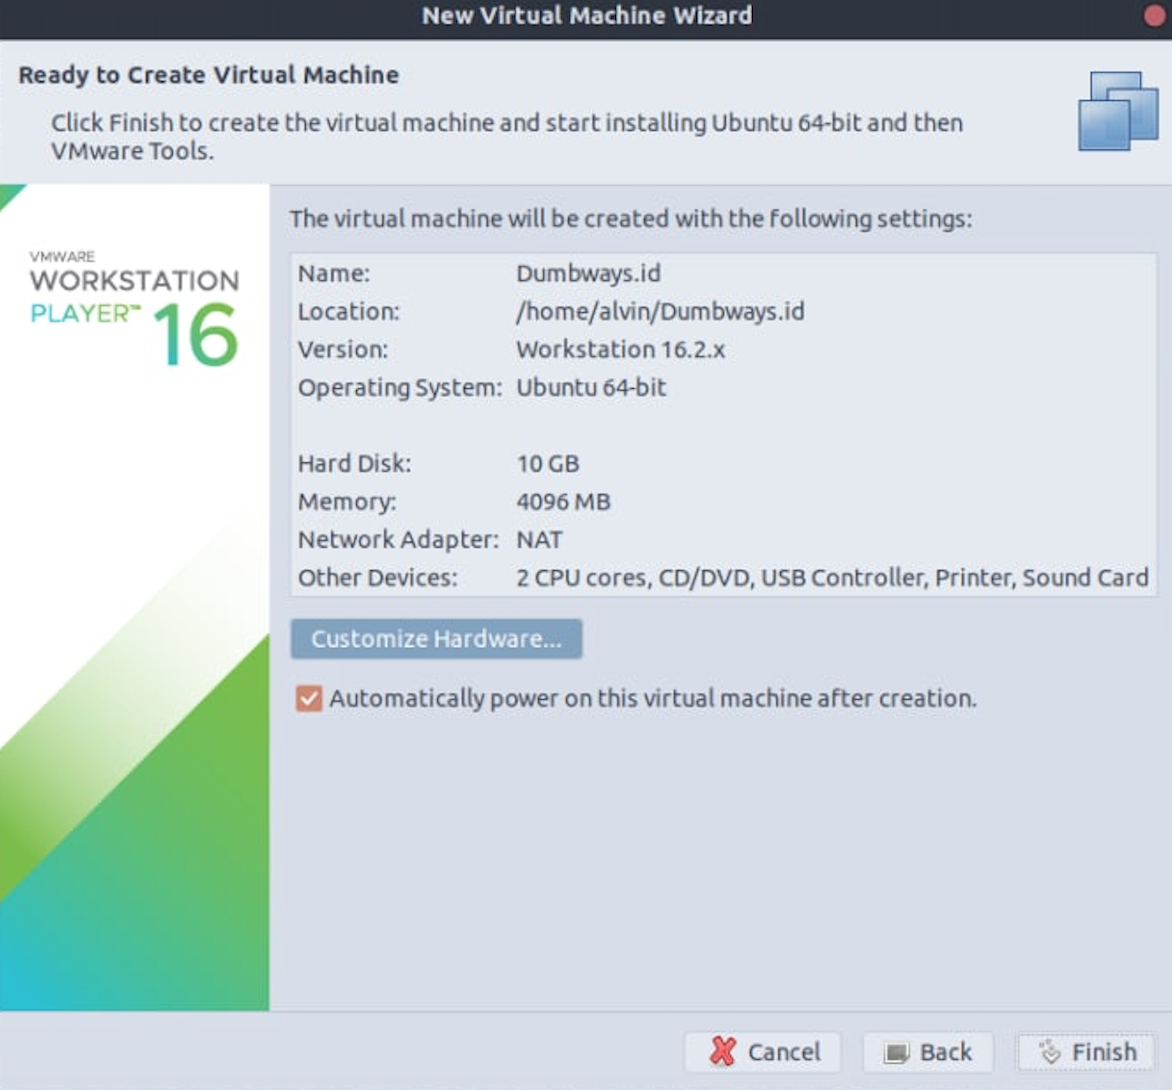 New Virtual Machine Wizard
Ready to Create Virtual Machine
Click Finish to create the virtual machine and start installing Ubuntu 64-bit and then
VMware Tools.
VMWARE
WORKSTATION
PLAYER™ 16
The virtual machine will be created with the following settings:
Name: Dumbways.id
Location: /home/alvin/Dumbways.id
Version: Workstation 16.2.x
Operating System: Ubuntu 64-bit
Hard Disk: 10 GB
Memory: 4096 MB
Network Adapter: NAT
Other Devices: 2 CPU cores, CD/DVD, USB Controller, Printer, Sound Card
Customize Hardware...
Automatically power on this virtual machine after creation.
Cancel Back Finish